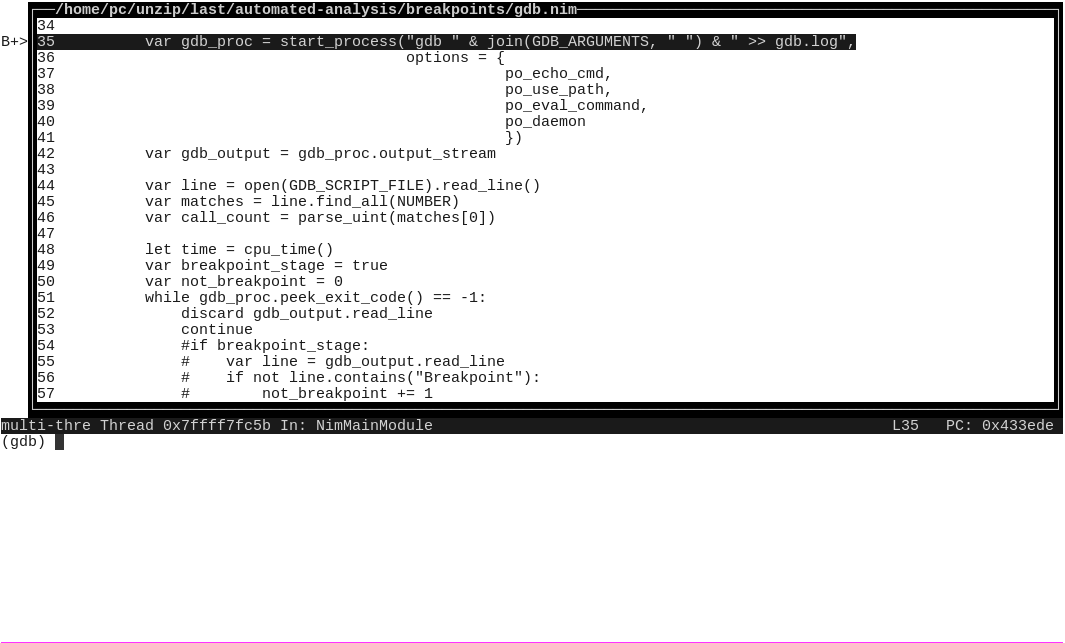 /home/pc/unzip/last/automated-analysis/breakpoints/gdb.nim
34
B+> 35          var gdb_proc = start_process("gdb " & join(GDB_ARGUMENTS, " ") & " >> gdb.log",
36                                       options = {
37                                                  po_echo_cmd,
38                                                  po_use_path,
39                                                  po_eval_command,
40                                                  po_daemon
41                                                  })
42          var gdb_output = gdb_proc.output_stream
43
44          var line = open(GDB_SCRIPT_FILE).read_line()
45          var matches = line.find_all(NUMBER)
46          var call_count = parse_uint(matches[0])
47
48          let time = cpu_time()
49          var breakpoint_stage = true
50          var not_breakpoint = 0
51          while gdb_proc.peek_exit_code() == -1:
52              discard gdb_output.read_line
53              continue
54              #if breakpoint_stage:
55              #    var line = gdb_output.read_line
56              #    if not line.contains("Breakpoint"):
57              #        not_breakpoint += 1
multi-thre Thread 0x7ffff7fc5b In: NimMainModule                                                   L35   PC: 0x433ede
(gdb)